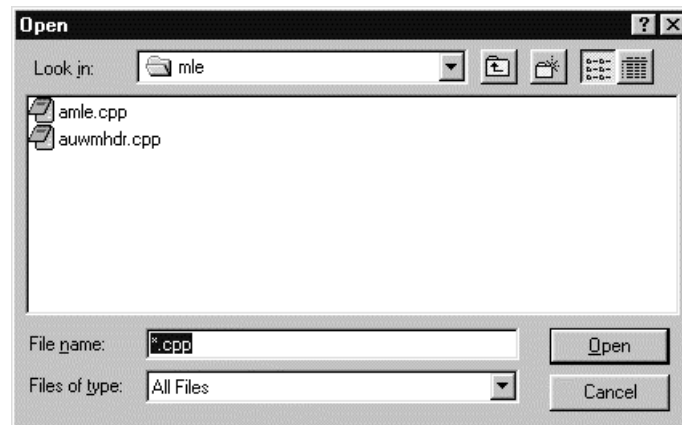 Open
Look in: mle
amle.cpp
auwmhdr.cpp
File name: *.cpp Open
Files of type: All Files Cancel